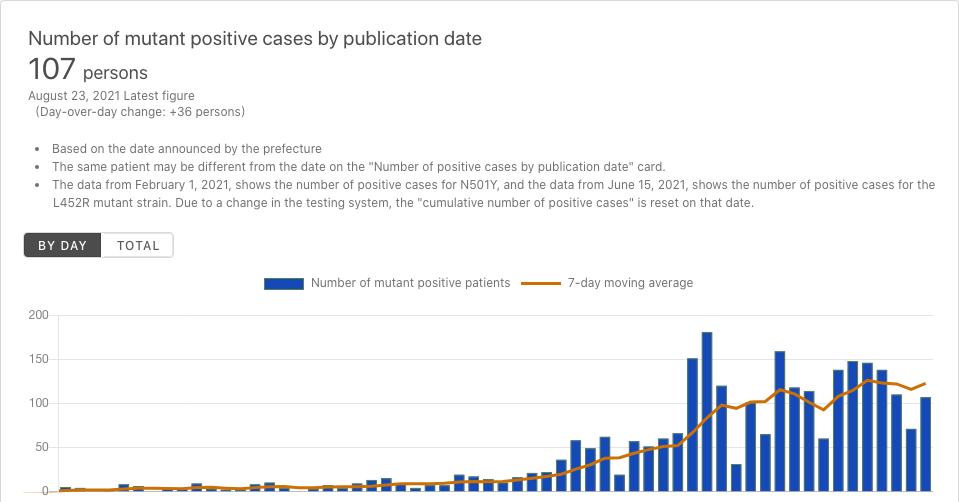 Number of mutant positive cases by publication date
107 persons
August 23, 2021 Latest figure
(Day-over-day change: +36 persons)
• Based on the date announced by the prefecture
• The same patient may be different from the date on the "Number of positive cases by publication date" card.
• The data from February 1, 2021, shows the number of positive cases for N501Y, and the data from June 15, 2021, shows the number of positive cases for the
L452R mutant strain. Due to a change in the testing system, the "cumulative number of positive cases" is reset on that date.
BY DAY TOTAL
Number of mutant positive patients 7-day moving average
200
150
100
50
0